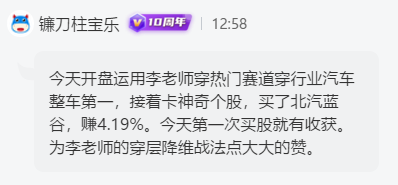 镰刀柱宝乐 10周年 12:58
今天开盘运用李老师穿热门赛道穿行业汽车
整车第一，接着卡神奇个股，买了北汽蓝
谷，赚4.19%。今天第一次买股就有收获。
为李老师的穿层降维战法点大大的赞。